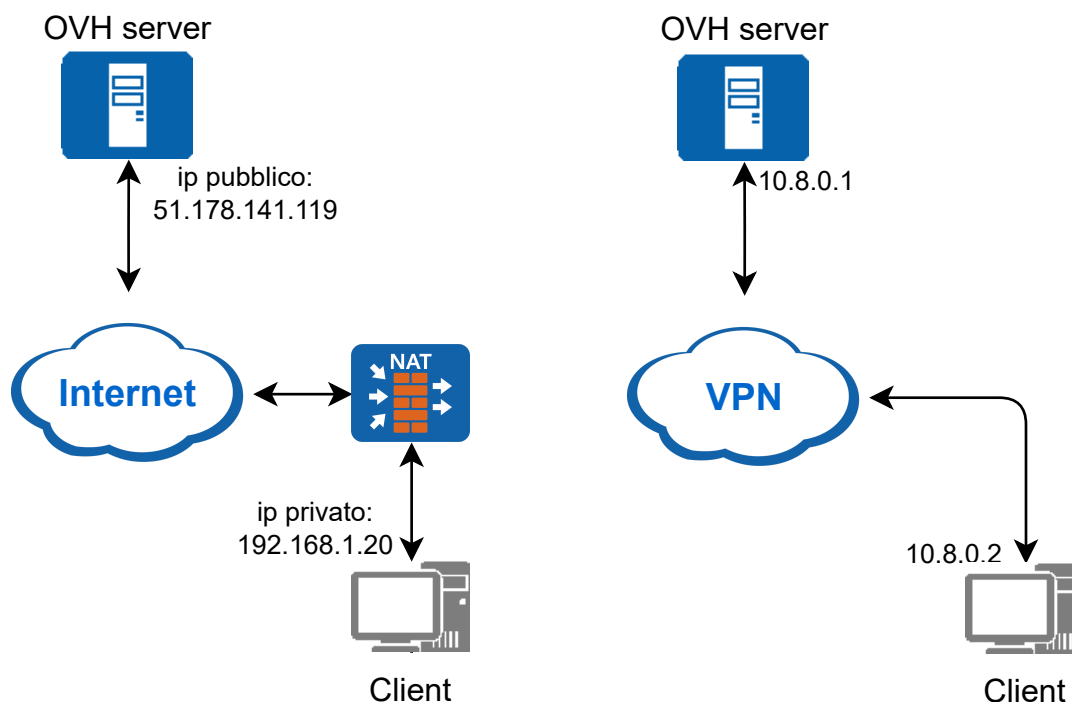 OVH server
ip pubblico:
51.178.141.119
Internet
NAT
ip privato:
192.168.1.20
Client
OVH server
10.8.0.1
VPN
10.8.0.2
Client